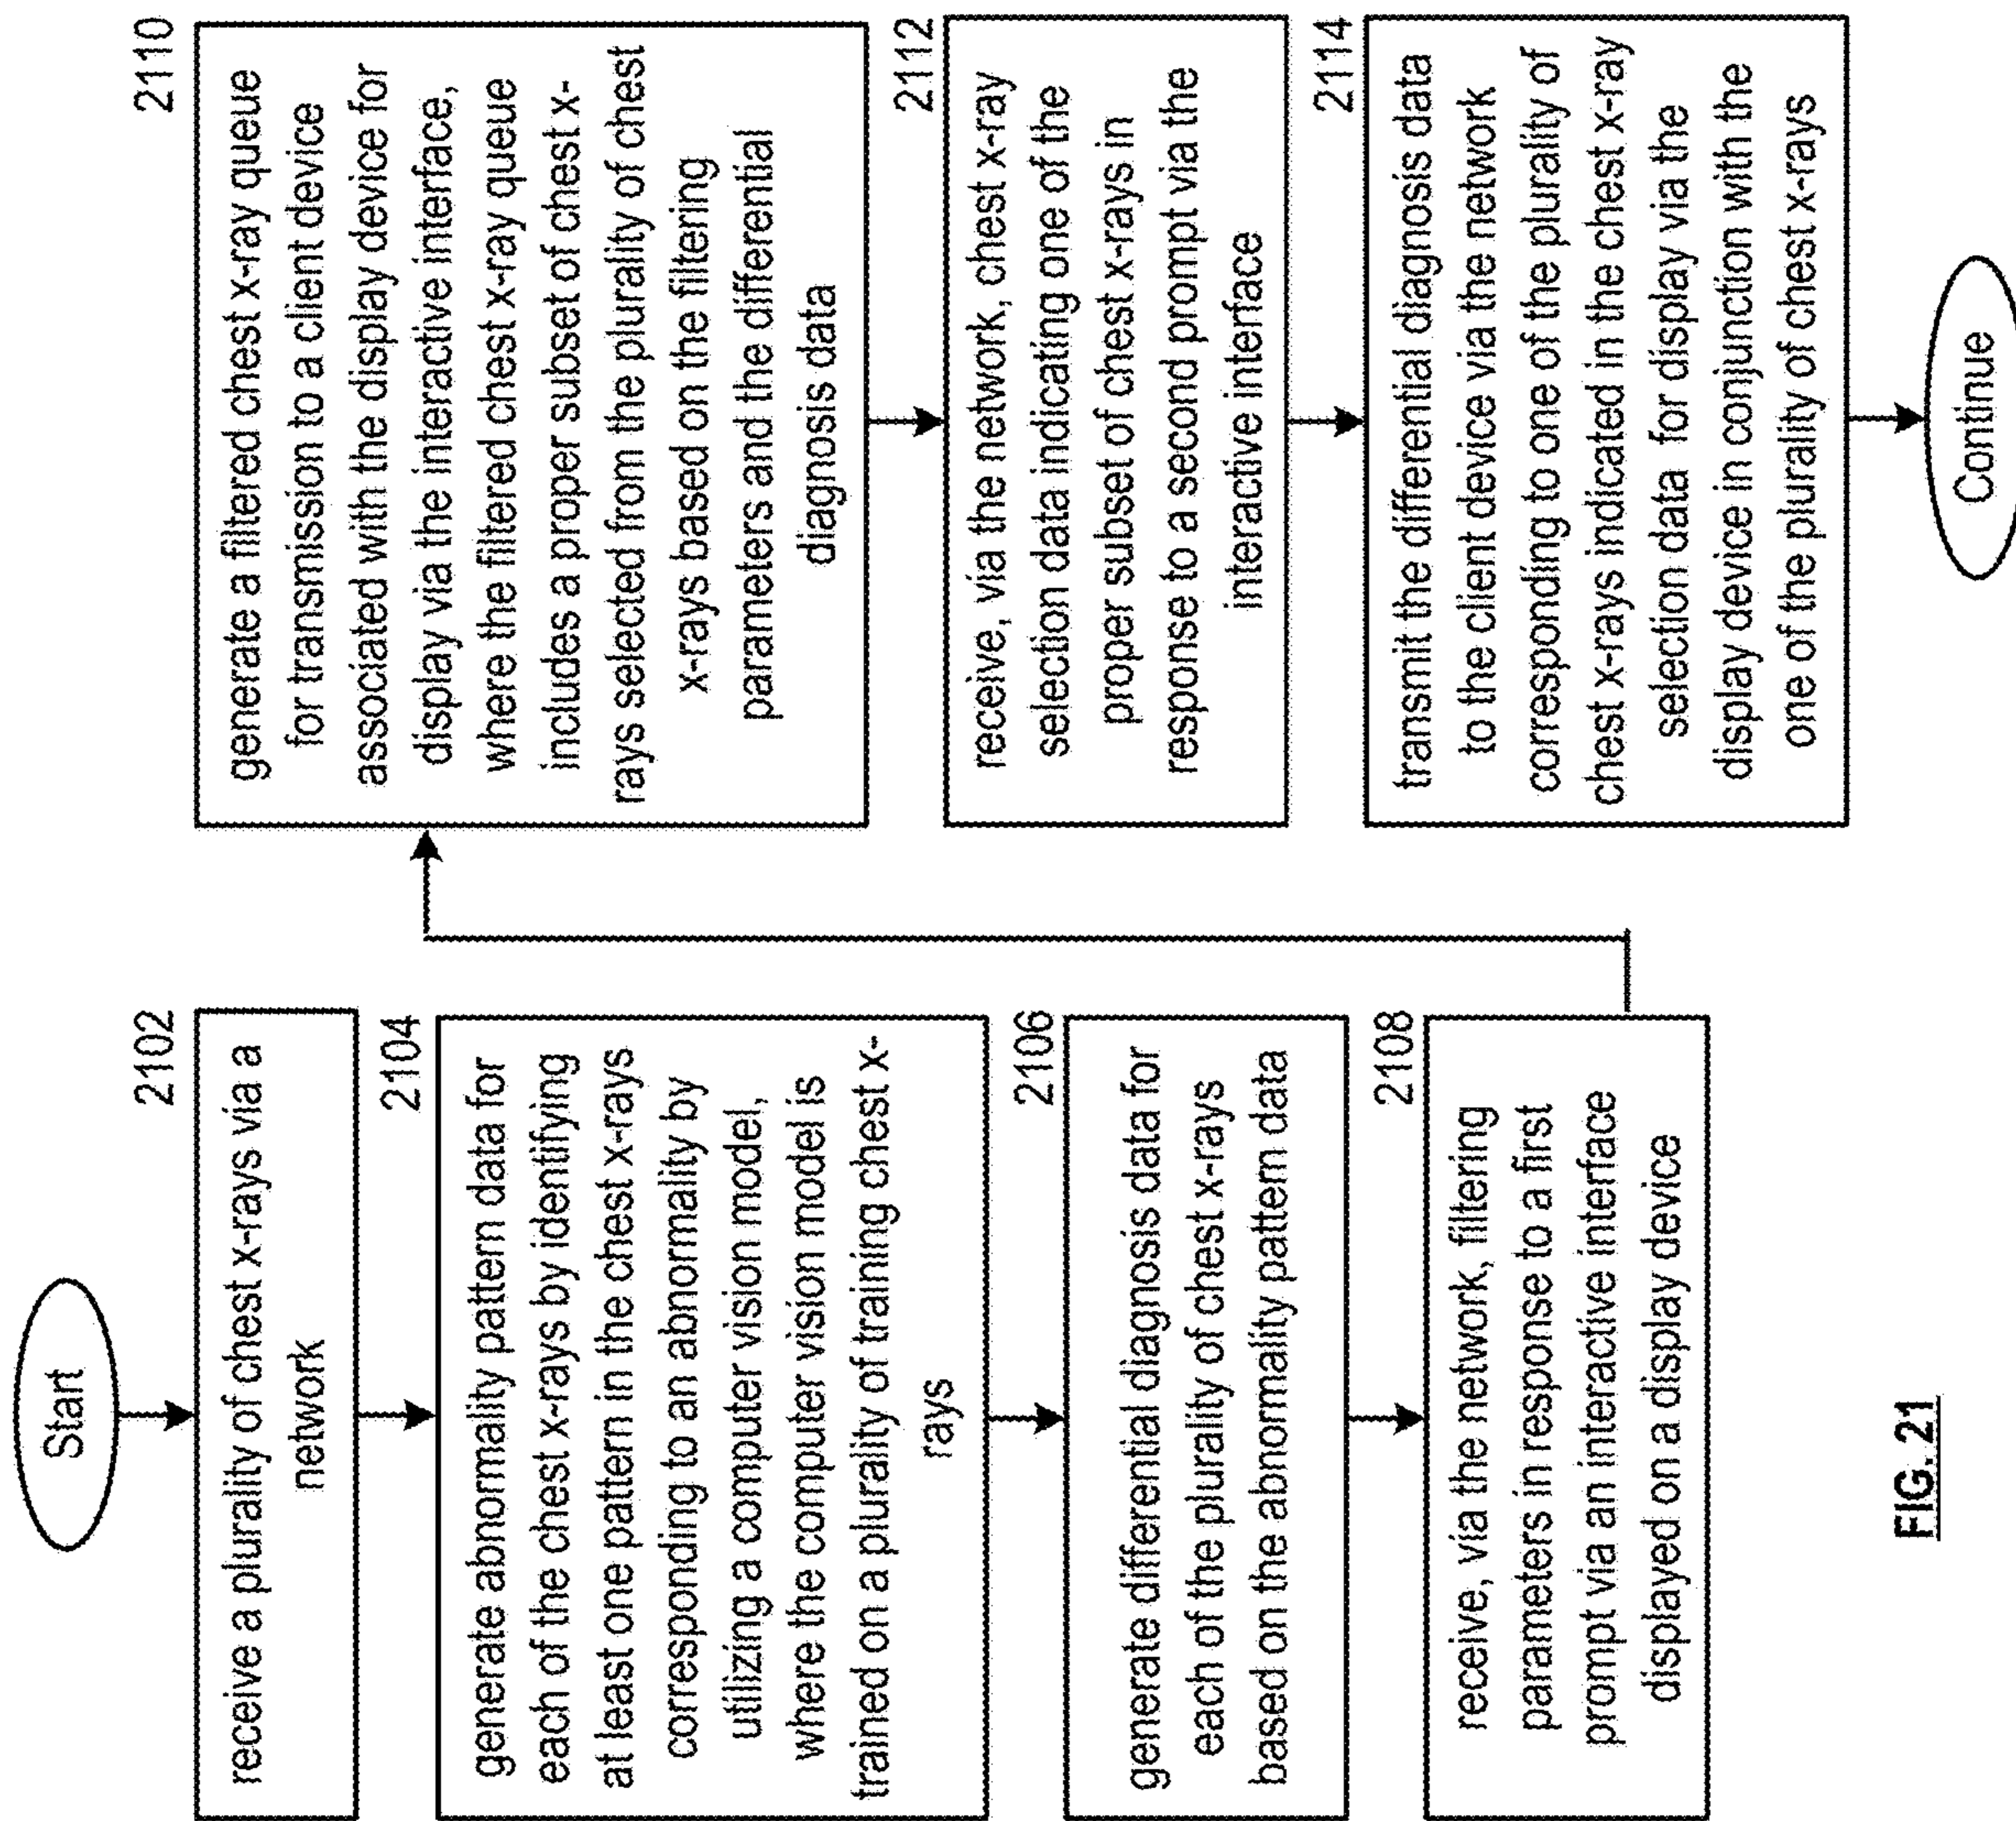 Start
2102
receive a plurality of chest x-rays via a
network
2104
generate abnormality pattern data for
each of the chest x-rays by identifying
at least one pattern in the chest x-rays
corresponding to an abnormality by
utilizing a computer vision model,
where the computer vision model is
trained on a plurality of training chest x-
rays
2106
generate differential diagnosis data for
each of the plurality of chest x-rays
based on the abnormality pattern data
2108
receive, via the network, filtering
parameters in response to a first
prompt via an interactive interface
displayed on a display device
2110
generate a filtered chest x-ray queue
for transmission to a client device
associated with the display device for
display via the interactive interface,
where the filtered chest x-ray queue
includes a proper subset of chest x-
rays selected from the plurality of chest
x-rays based on the filtering
parameters and the differential
diagnosis data
2112
receive, via the network, chest x-ray
selection data indicating one of the
proper subset of chest x-rays in
response to a second prompt via the
interactive interface
2114
transmit the differential diagnosis data
to the client device via the network
corresponding to one of the plurality of
chest x-rays indicated in the chest x-ray
selection data for display via the
display device in conjunction with the
one of the plurality of chest x-rays
Continue
FIG. 21